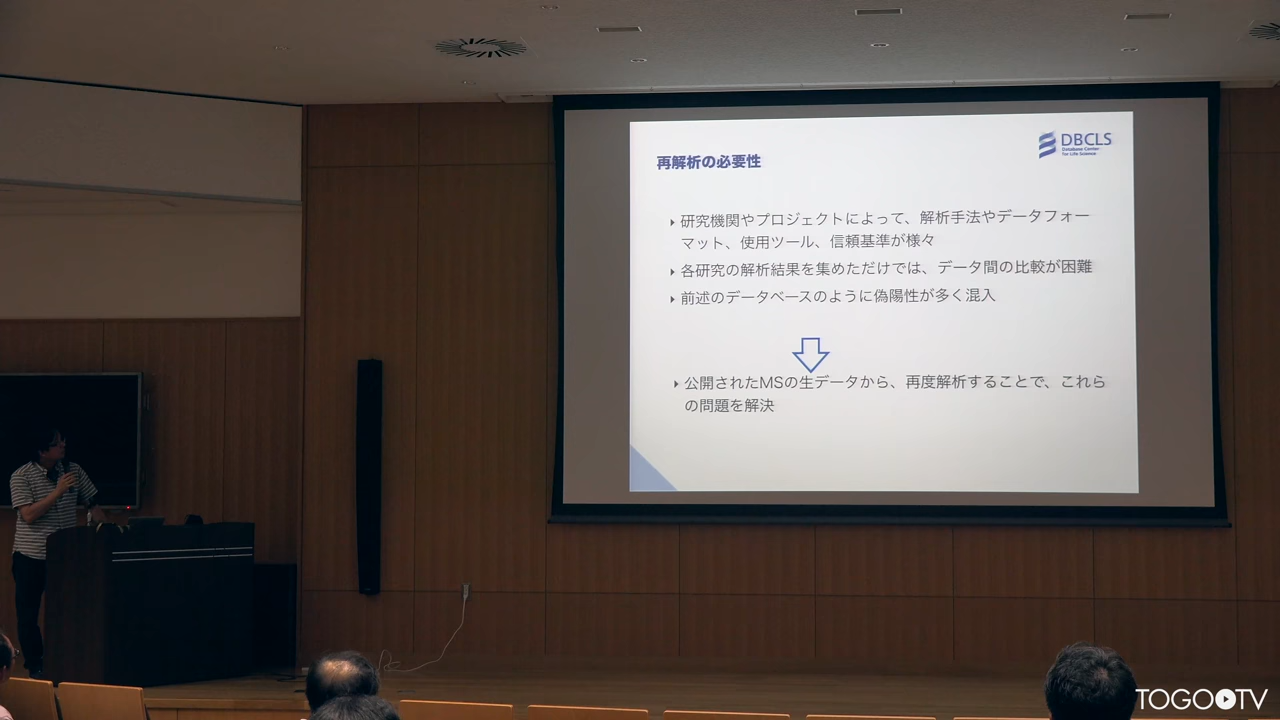 DBCLS
Database Center
for Life Science
再解析の必要性
研究機関やプロジェクトによって、解析手法やデータフォー
マット、使用ツール、信頼基準が様々
各研究の解析結果を集めただけでは、データ間の比較が困難
前述のデータベースのように偽陽性が多く混入
公開されたMSの生データから、再度解析することで、これら
の問題を解決
TOGOTV